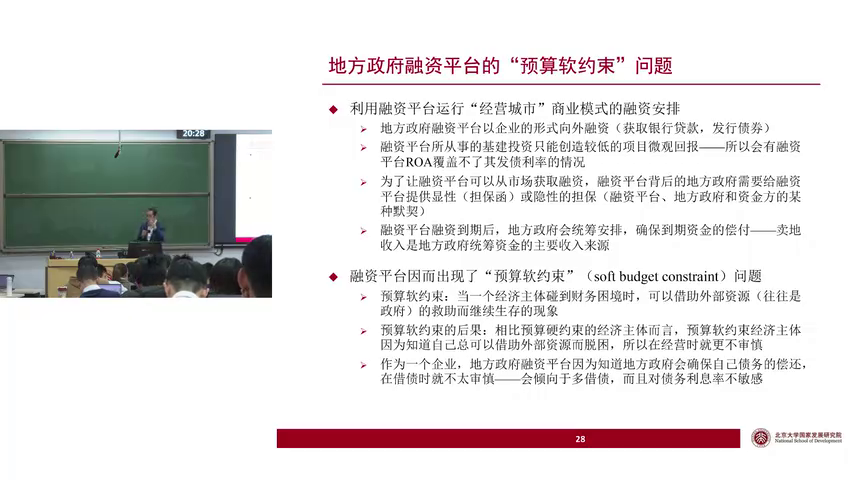 地方政府融资平台的“预算软约束”问题
20:28
利用融资平台运行“经营城市”商业模式的融资安排
地方政府融资平台以企业的形式向外融资（获取银行贷款，发行债券）
融资平台所从事的基建投资只能创造较低的项目微观回报——所以会有融资
平台ROA覆盖不了其发债利率的情况
为了让融资平台可以从市场获取融资，融资平台背后的地方政府需要给融资
平台提供显性（担保函）或隐性的担保（融资平台、地方政府和资金方的某
种默契）
融资平台融资到期后，地方政府会统筹安排，确保到期资金的偿付——卖地
收入是地方政府统筹资金的主要收入来源
融资平台因而出现了“预算软约束”（soft budget constraint）问题
预算软约束：当一个经济主体碰到财务困境时，可以借助外部资源（往往是
政府）的救助而继续生存的现象
预算软约束的后果：相比预算硬约束的经济主体而言，预算软约束经济主体
因为知道自己总可以借助外部资源而脱困，所以在经营时就更不审慎
作为一个企业，地方政府融资平台因为知道地方政府会确保自己债务的偿还，
在借债时就不太审慎——会倾向于多借债，而且对债务利息率不敏感
28
北京大学国家发展研究院
National School of Development